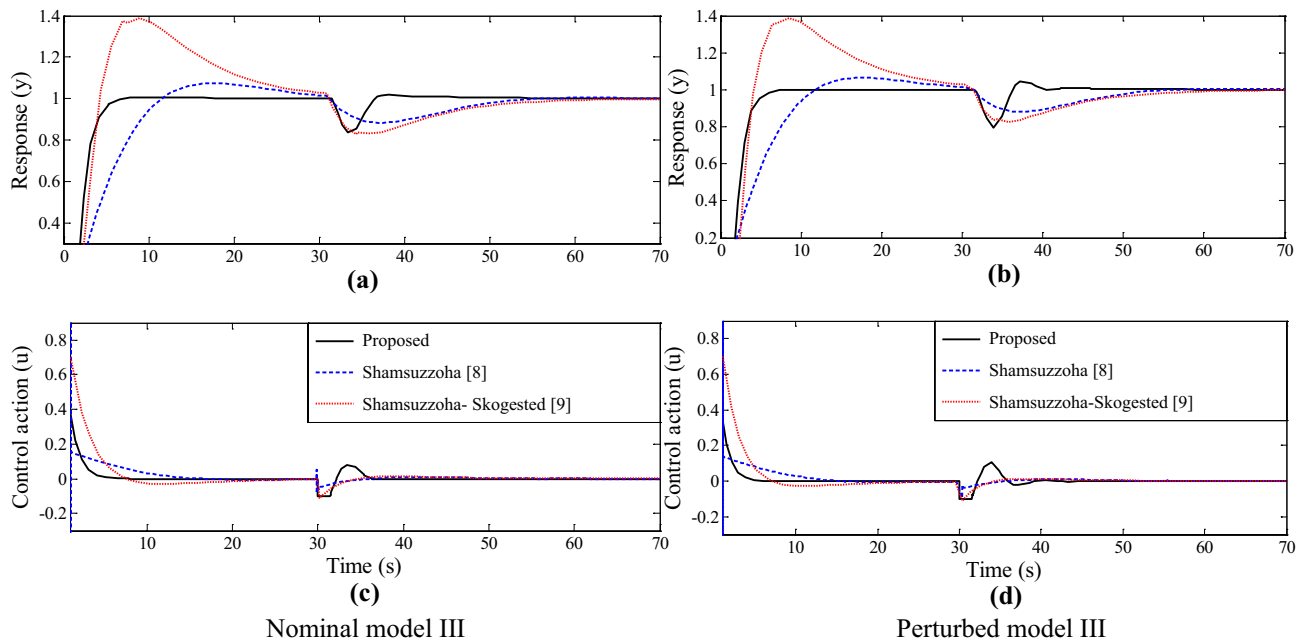 1.4
1.2
1
0.8
0.6
0.4
Response (y)
0 10 20 30 40 50 60 70
(a)
1.4
1.2
1
0.8
0.6
0.4
0.2
Response (y)
0 10 20 30 40 50 60 70
(b)
0.8
0.6
0.4
0.2
0
-0.2
Control action (u)
Proposed
Shamsuzzoha [8]
Shamsuzzoha- Skogested [9]
10 20 30 40 50 60 70
Time (s)
(c)
Nominal model III
0.8
0.6
0.4
0.2
0
-0.2
Control action (u)
Proposed
Shamsuzzoha [8]
Shamsuzzoha-Skogested [9]
10 20 30 40 50 60 70
Time (s)
(d)
Perturbed model III